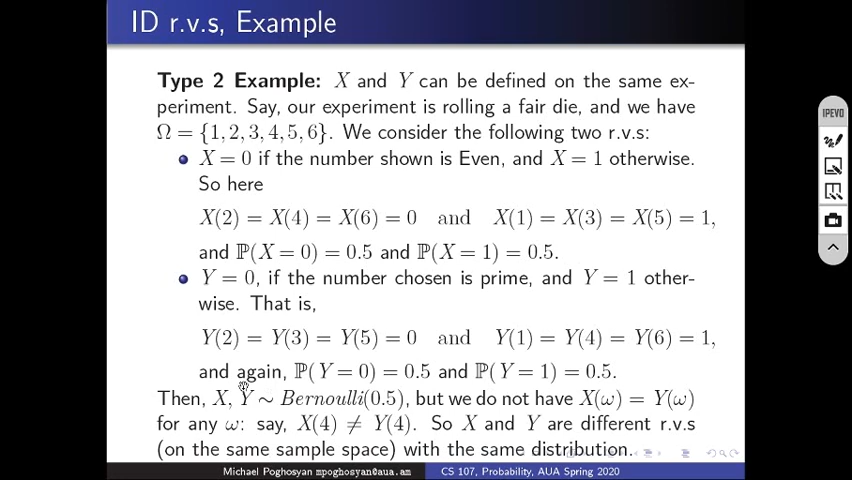 ID r.v.s, Example
Type 2 Example: X and Y can be defined on the same ex-
periment. Say, our experiment is rolling a fair die, and we have
Ω = {1, 2, 3, 4, 5, 6}. We consider the following two r.v.s:
X = 0 if the number shown is Even, and X = 1 otherwise.
So here
X(2) = X(4) = X(6) = 0 and X(1) = X(3) = X(5) = 1,
and ℙ(X = 0) = 0.5 and ℙ(X = 1) = 0.5.
Y = 0, if the number chosen is prime, and Y = 1 other-
wise. That is,
Y(2) = Y(3) = Y(5) = 0 and Y(1) = Y(4) = Y(6) = 1,
and again, ℙ(Y = 0) = 0.5 and ℙ(Y = 1) = 0.5.
Then, X, Y ~ Bernoulli(0.5), but we do not have X(ω) = Y(ω)
for any ω: say, X(4) ≠ Y(4). So X and Y are different r.v.s
(on the same sample space) with the same distribution.
Michael Poghosyan mpoghosyan@aua.am CS 107, Probability, AUA Spring 2020
IPEVO